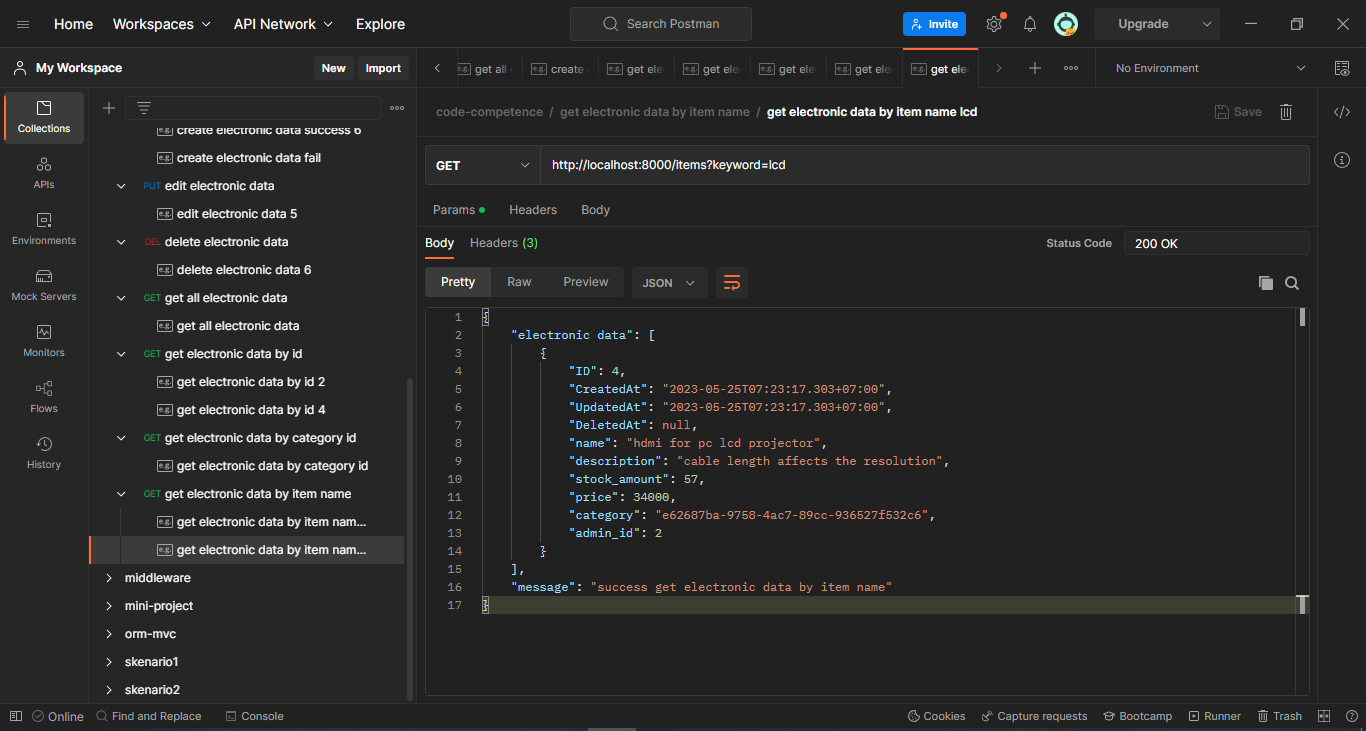 Home Workspaces API Network Explore Search Postman Invite Upgrade
My Workspace New Import
get all create get ele get ele get ele get ele get ele No Environment
Collections
APIs
Environments
Mock Servers
Monitors
Flows
History
e.g. create electronic data success 6
e.g. create electronic data fail
PUT edit electronic data
e.g. edit electronic data 5
DEL delete electronic data
e.g. delete electronic data 6
GET get all electronic data
e.g. get all electronic data
GET get electronic data by id
e.g. get electronic data by id 2
e.g. get electronic data by id 4
GET get electronic data by category id
e.g. get electronic data by category id
GET get electronic data by item name
e.g. get electronic data by item nam...
e.g. get electronic data by item nam...
middleware
mini-project
orm-mvc
skenario1
skenario2
code-competence / get electronic data by item name / get electronic data by item name lcd Save
GET http://localhost:8000/items?keyword=lcd
Params Headers Body
Body Headers (3) Status Code 200 OK
Pretty Raw Preview JSON
1 {
2 "electronic data": [
3 {
4 "ID": 4,
5 "CreatedAt": "2023-05-25T07:23:17.303+07:00",
6 "UpdatedAt": "2023-05-25T07:23:17.303+07:00",
7 "DeletedAt": null,
8 "name": "hdmi for pc lcd projector",
9 "description": "cable length affects the resolution",
10 "stock_amount": 57,
11 "price": 34000,
12 "category": "e62687ba-9758-4ac7-89cc-936527f532c6",
13 "admin_id": 2
14 }
15 ],
16 "message": "success get electronic data by item name"
17 }
Online Find and Replace Console Cookies Capture requests Bootcamp Runner Trash